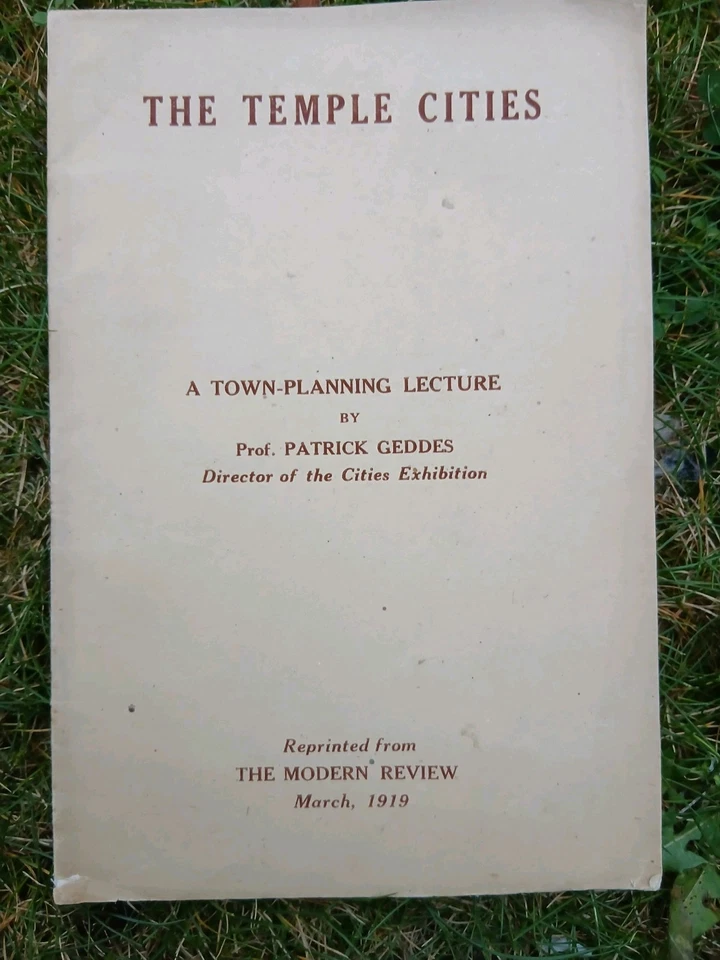 THE TEMPLE CITIES
A TOWN-PLANNING LECTURE
BY
Prof. PATRICK GEDDES
Director of the Cities Exhibition
Reprinted from
THE MODERN REVIEW
March, 1919